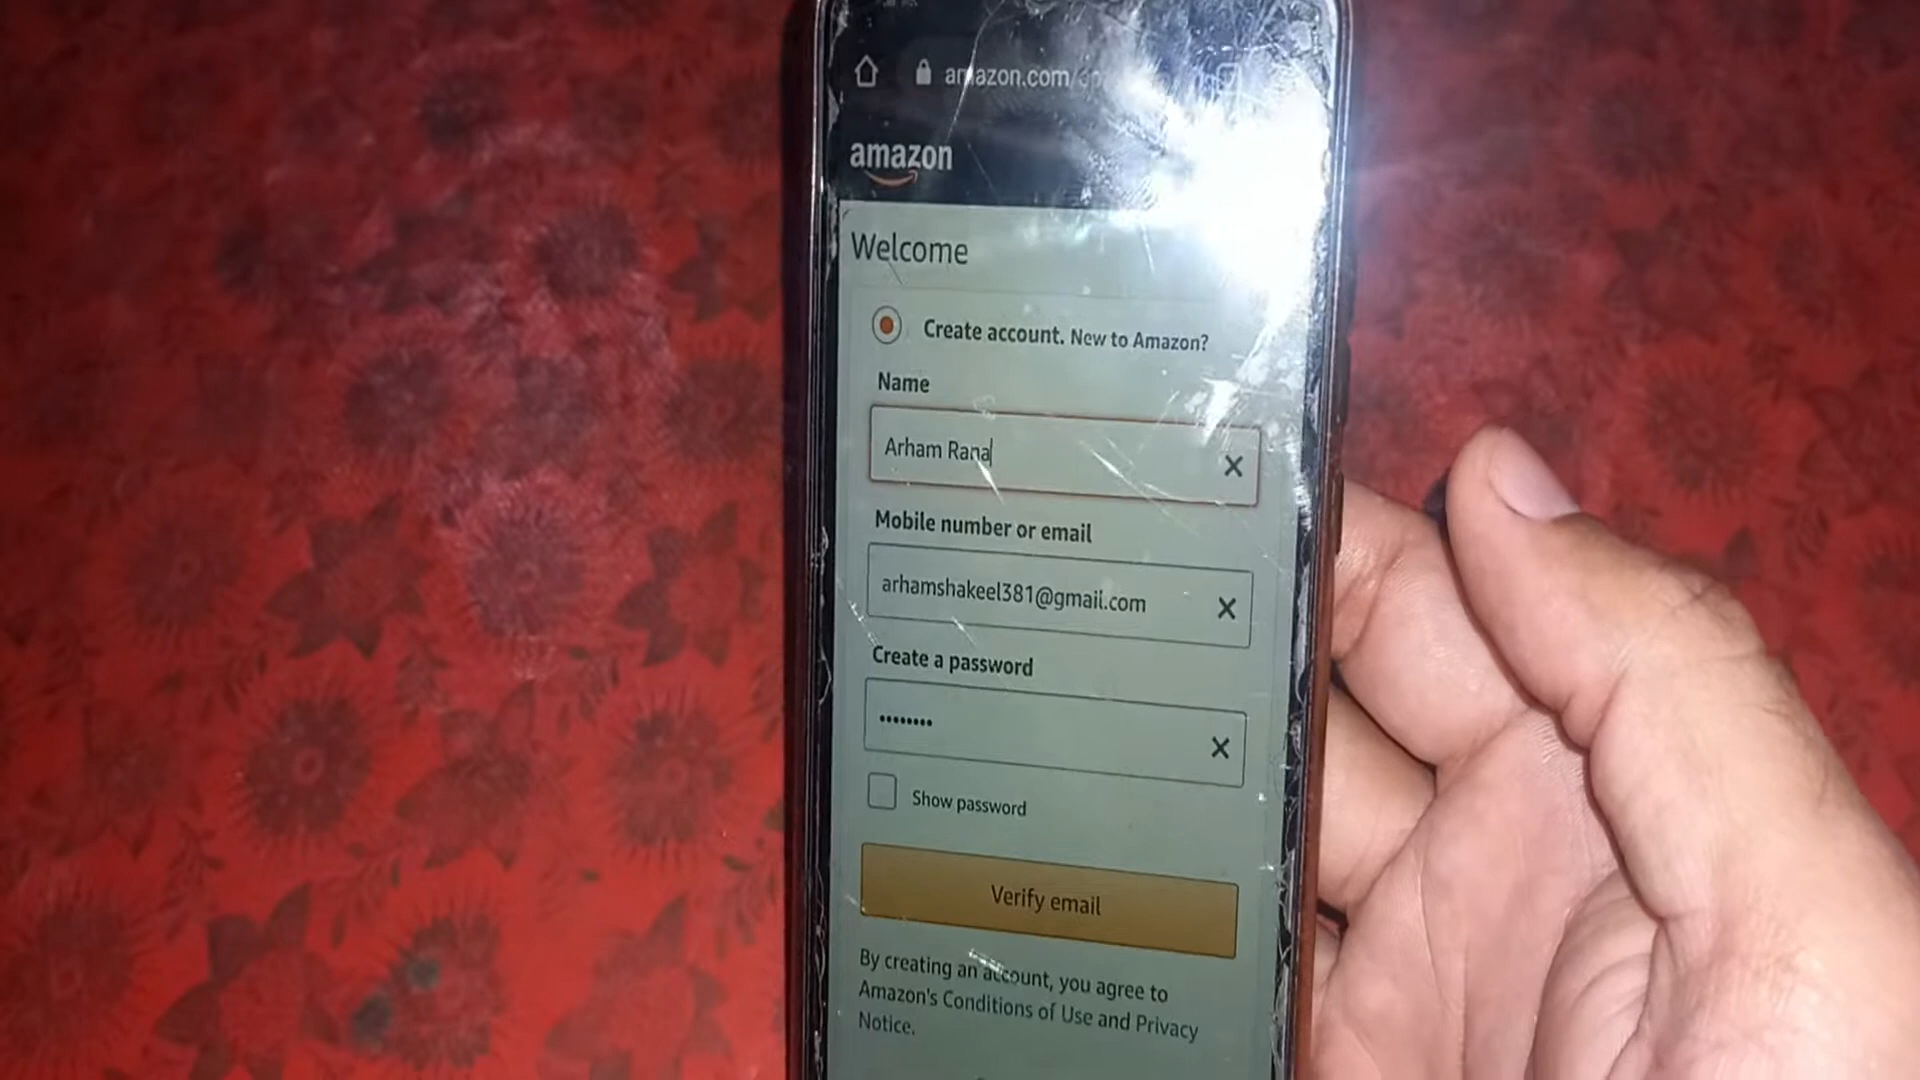 amazon.com/
amazon
Welcome
Create account. New to Amazon?
Name
Arham Rana
Mobile number or email
arhamshakeel381@gmail.com
Create a password
••••••••
Show password
Verify email
By creating an account, you agree to
Amazon's Conditions of Use and Privacy
Notice.